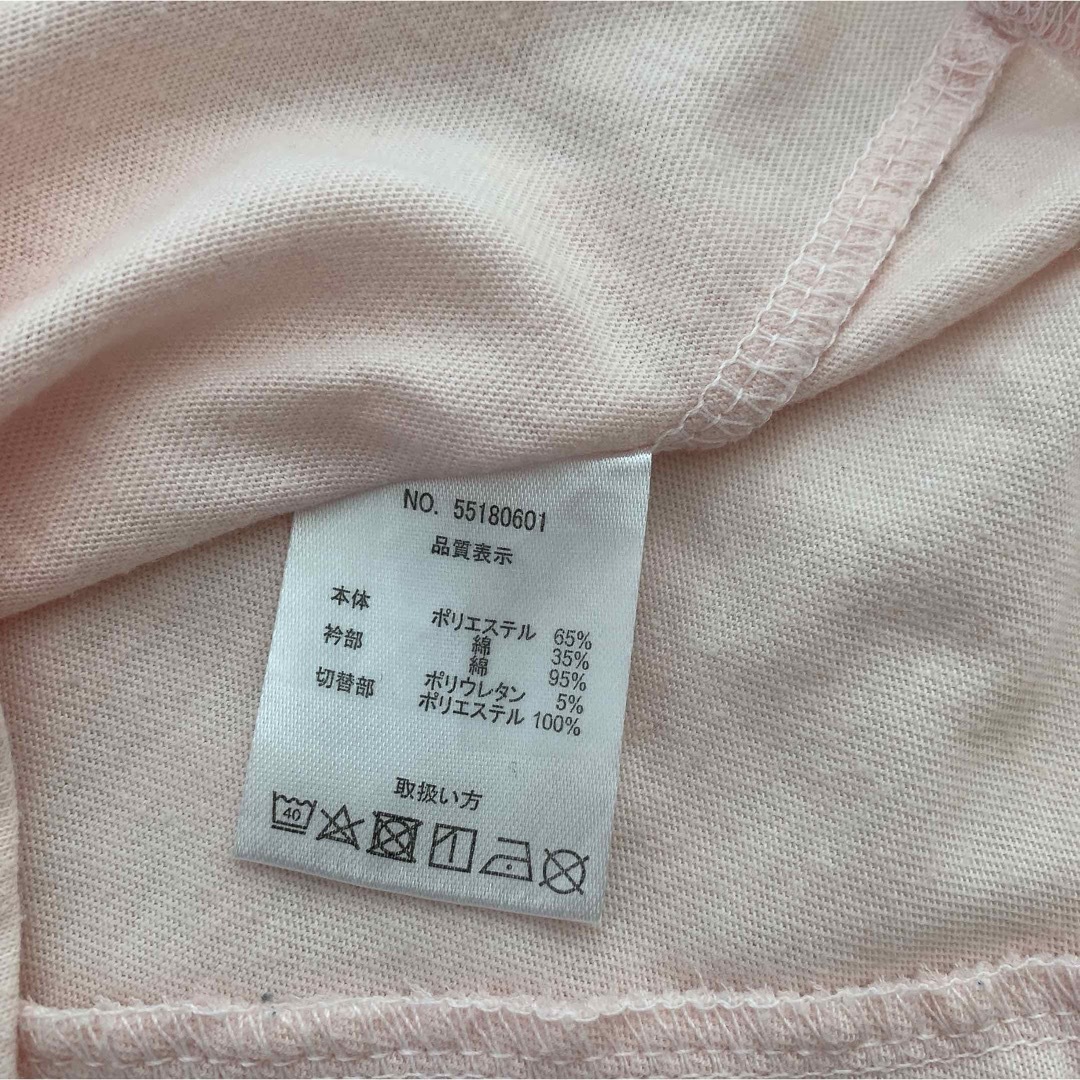 NO. 55180601
品質表示
本体 ポリエステル 65%
綿 35%
衿部 綿 95%
ポリウレタン 5%
切替部 ポリエステル 100%
取扱い方
40